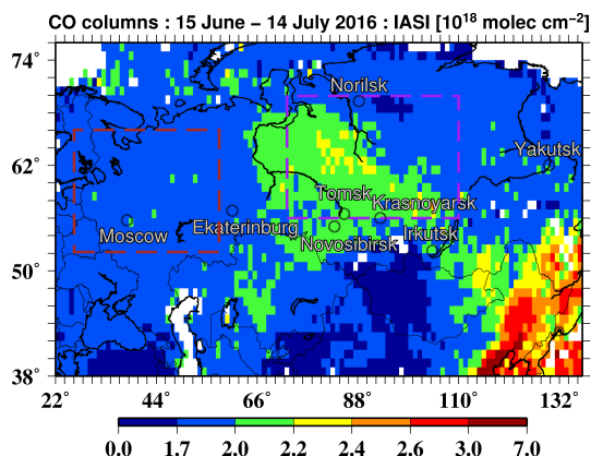 CO columns : 15 June – 14 July 2016 : IASI [10¹⁸ molec cm⁻²]
74°
Norilsk
62°
Yakutsk
Tomsk
Krasnoyarsk
Ekaterinburg
Moscow
Novosibirsk
Irkutsk
50°
38°
22° 44° 66° 88° 110° 132°
0.0 1.7 2.0 2.2 2.4 2.6 3.0 7.0